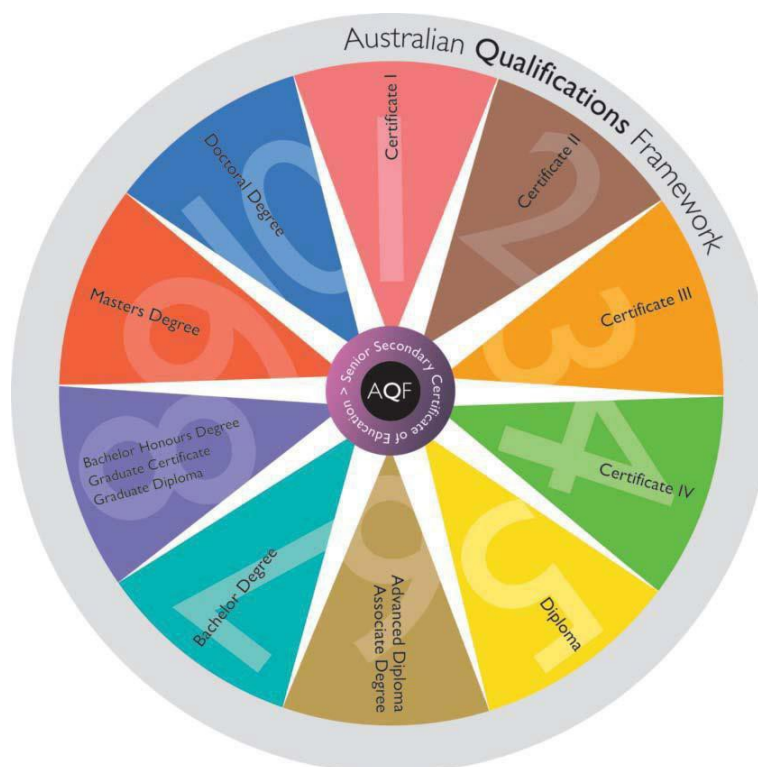 Australian Qualifications Framework
1
Certificate I
2
Certificate II
3
Certificate III
4
Certificate IV
5
Diploma
6
Advanced Diploma
Associate Degree
7
Bachelor Degree
8
Bachelor Honours Degree
Graduate Certificate
Graduate Diploma
9
Masters Degree
10
Doctoral Degree
Senior Secondary Certificate of Education >
AQF